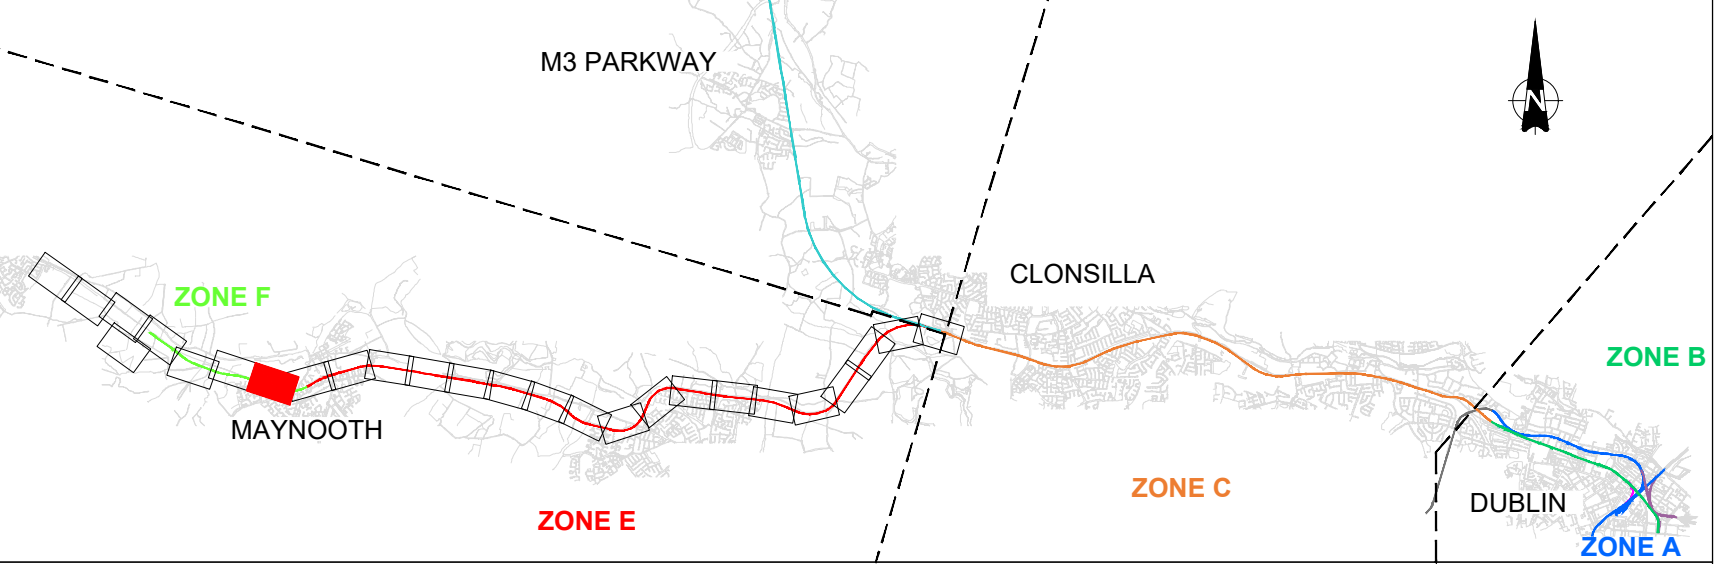 M3 PARKWAY
N
CLONSILLA
ZONE F
ZONE B
MAYNOOTH
ZONE C
DUBLIN
ZONE E
ZONE A